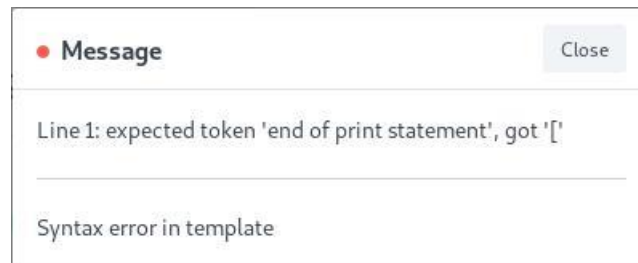 Message
Close
Line 1: expected token 'end of print statement', got '['
Syntax error in template